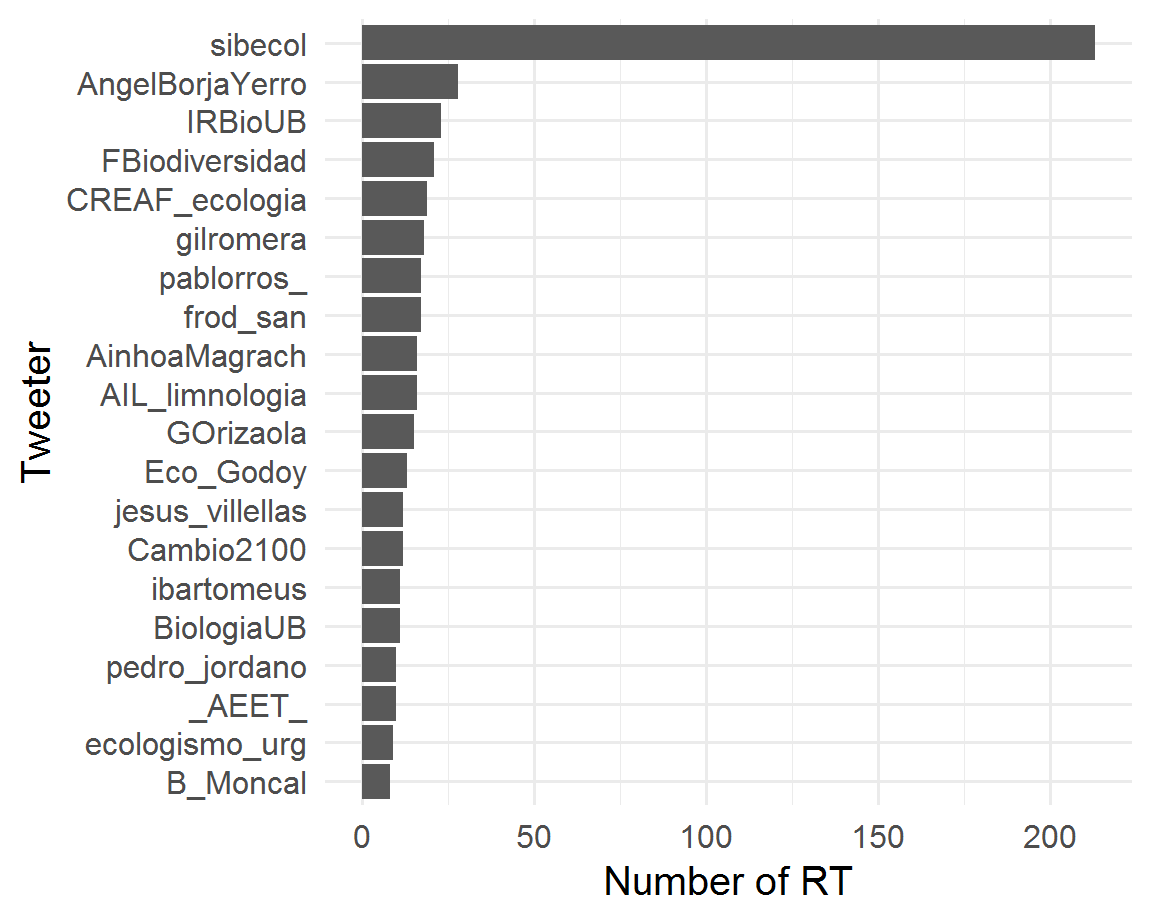 sibecol
AngelBorjaYerro
IRBioUB
FBiodiversidad
CREAF_ecologia
gilromera
pablorros_
frod_san
AinhoaMagrach
AIL_limnologia
GOrizaola
Eco_Godoy
jesus_villellas
Cambio2100
ibartomeus
BiologiaUB
pedro_jordano
_AEET_
ecologismo_urg
B_Moncal
Tweeter
0 50 100 150 200
Number of RT